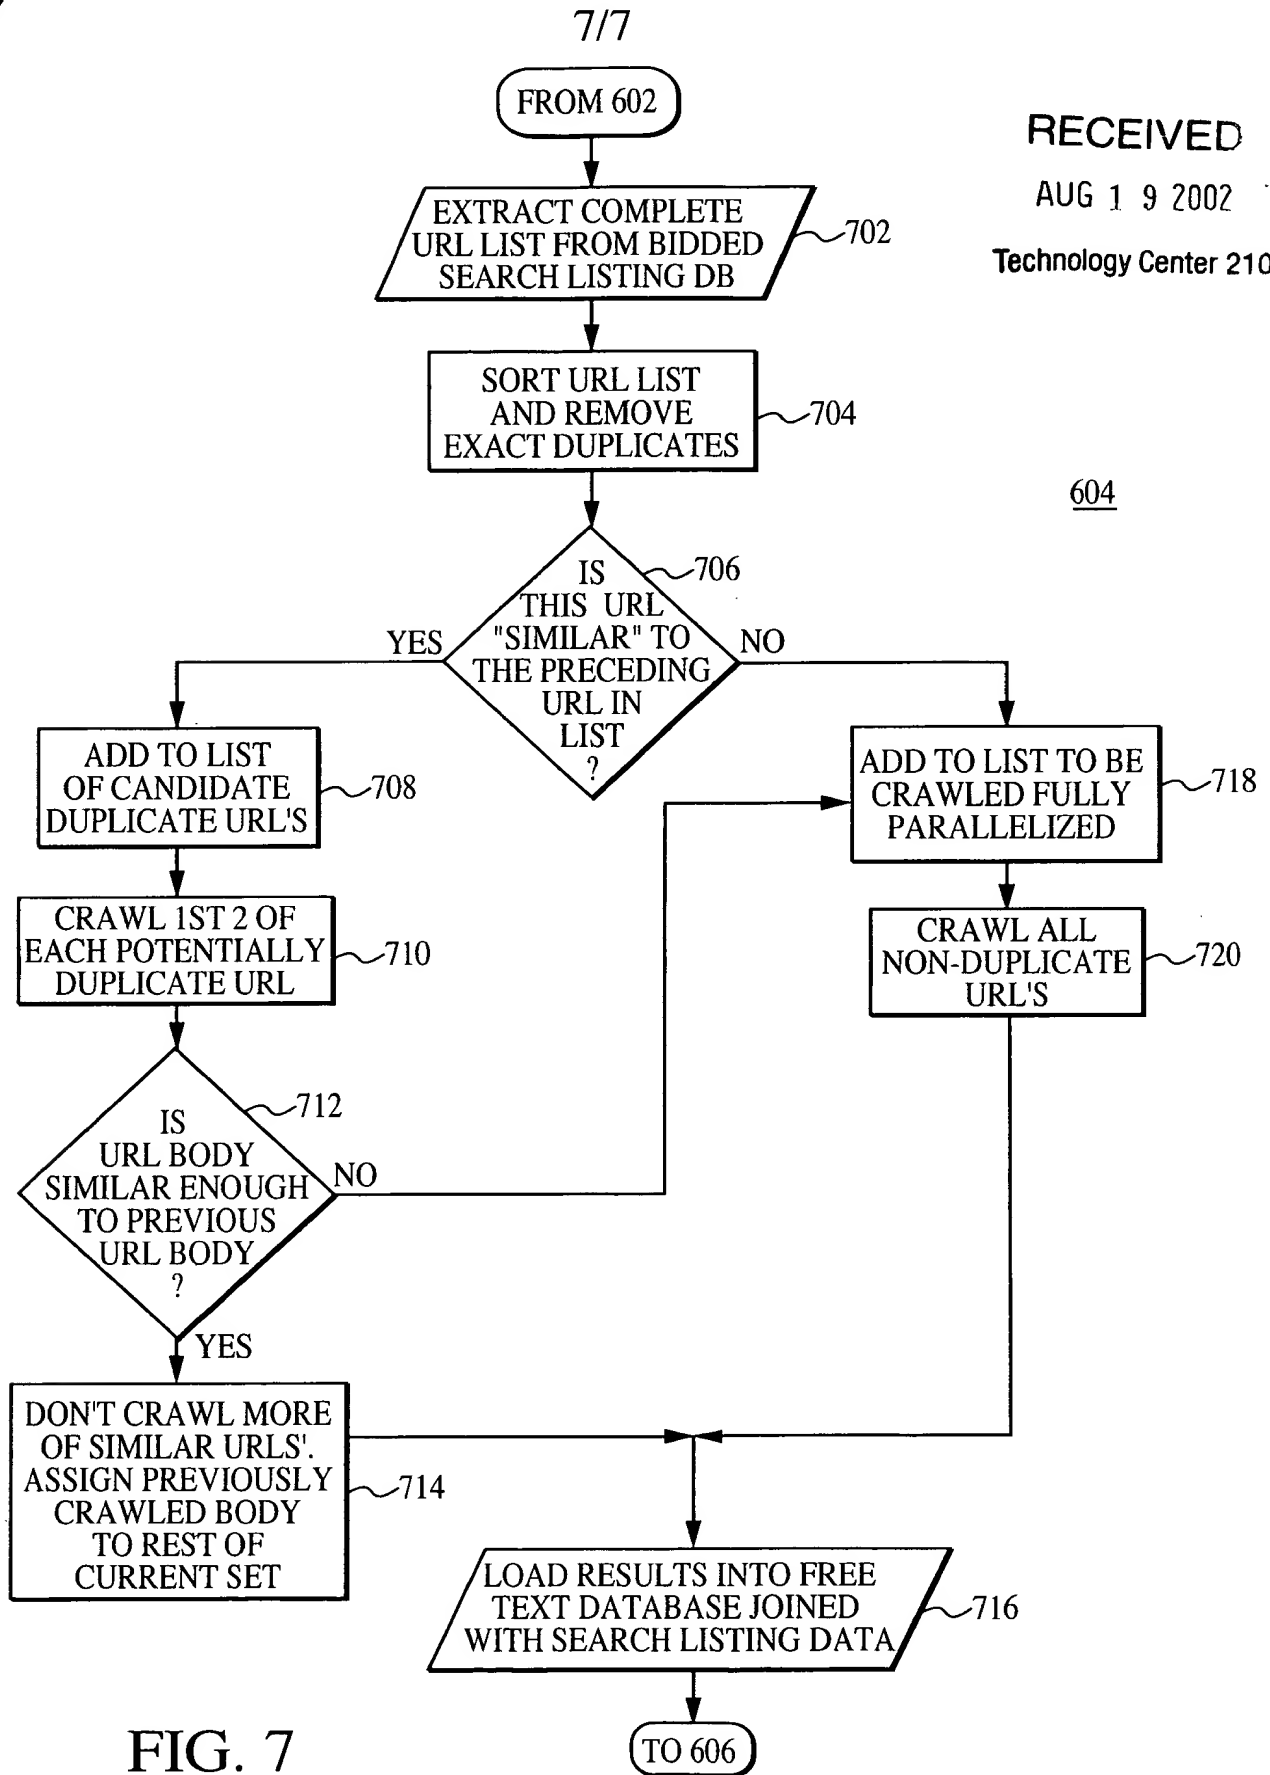 7/7
FROM 602
RECEIVED
AUG 19 2002
Technology Center 210
EXTRACT COMPLETE
URL LIST FROM BIDDED
SEARCH LISTING DB
702
SORT URL LIST
AND REMOVE
EXACT DUPLICATES
704
604
IS
THIS URL
"SIMILAR" TO
THE PRECEDING
URL IN
LIST
?
706
YES
NO
ADD TO LIST
OF CANDIDATE
DUPLICATE URL'S
708
ADD TO LIST TO BE
CRAWLED FULLY
PARALLELIZED
718
CRAWL 1ST 2 OF
EACH POTENTIALLY
DUPLICATE URL
710
CRAWL ALL
NON-DUPLICATE
URL'S
720
IS
URL BODY
SIMILAR ENOUGH
TO PREVIOUS
URL BODY
?
712
NO
YES
DON'T CRAWL MORE
OF SIMILAR URLS'.
ASSIGN PREVIOUSLY
CRAWLED BODY
TO REST OF
CURRENT SET
714
LOAD RESULTS INTO FREE
TEXT DATABASE JOINED
WITH SEARCH LISTING DATA
716
TO 606
FIG. 7